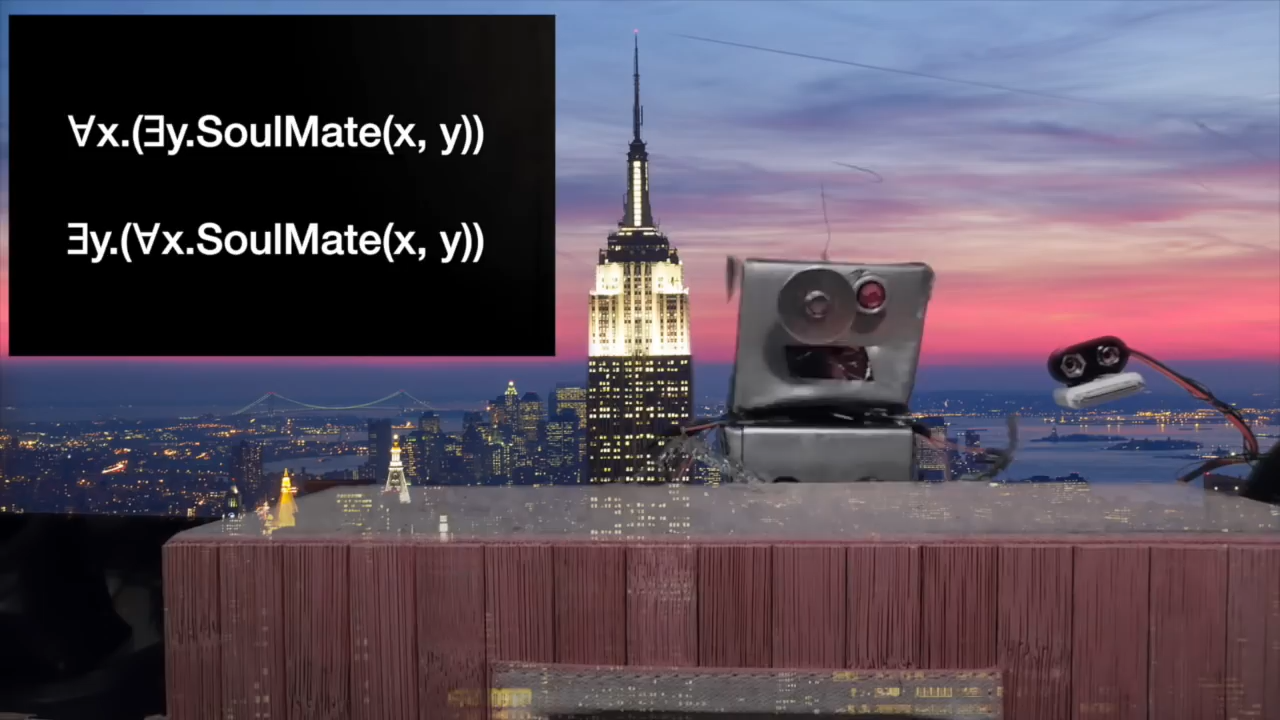 ∀x.(∃y.SoulMate(x, y))
∃y.(∀x.SoulMate(x, y))